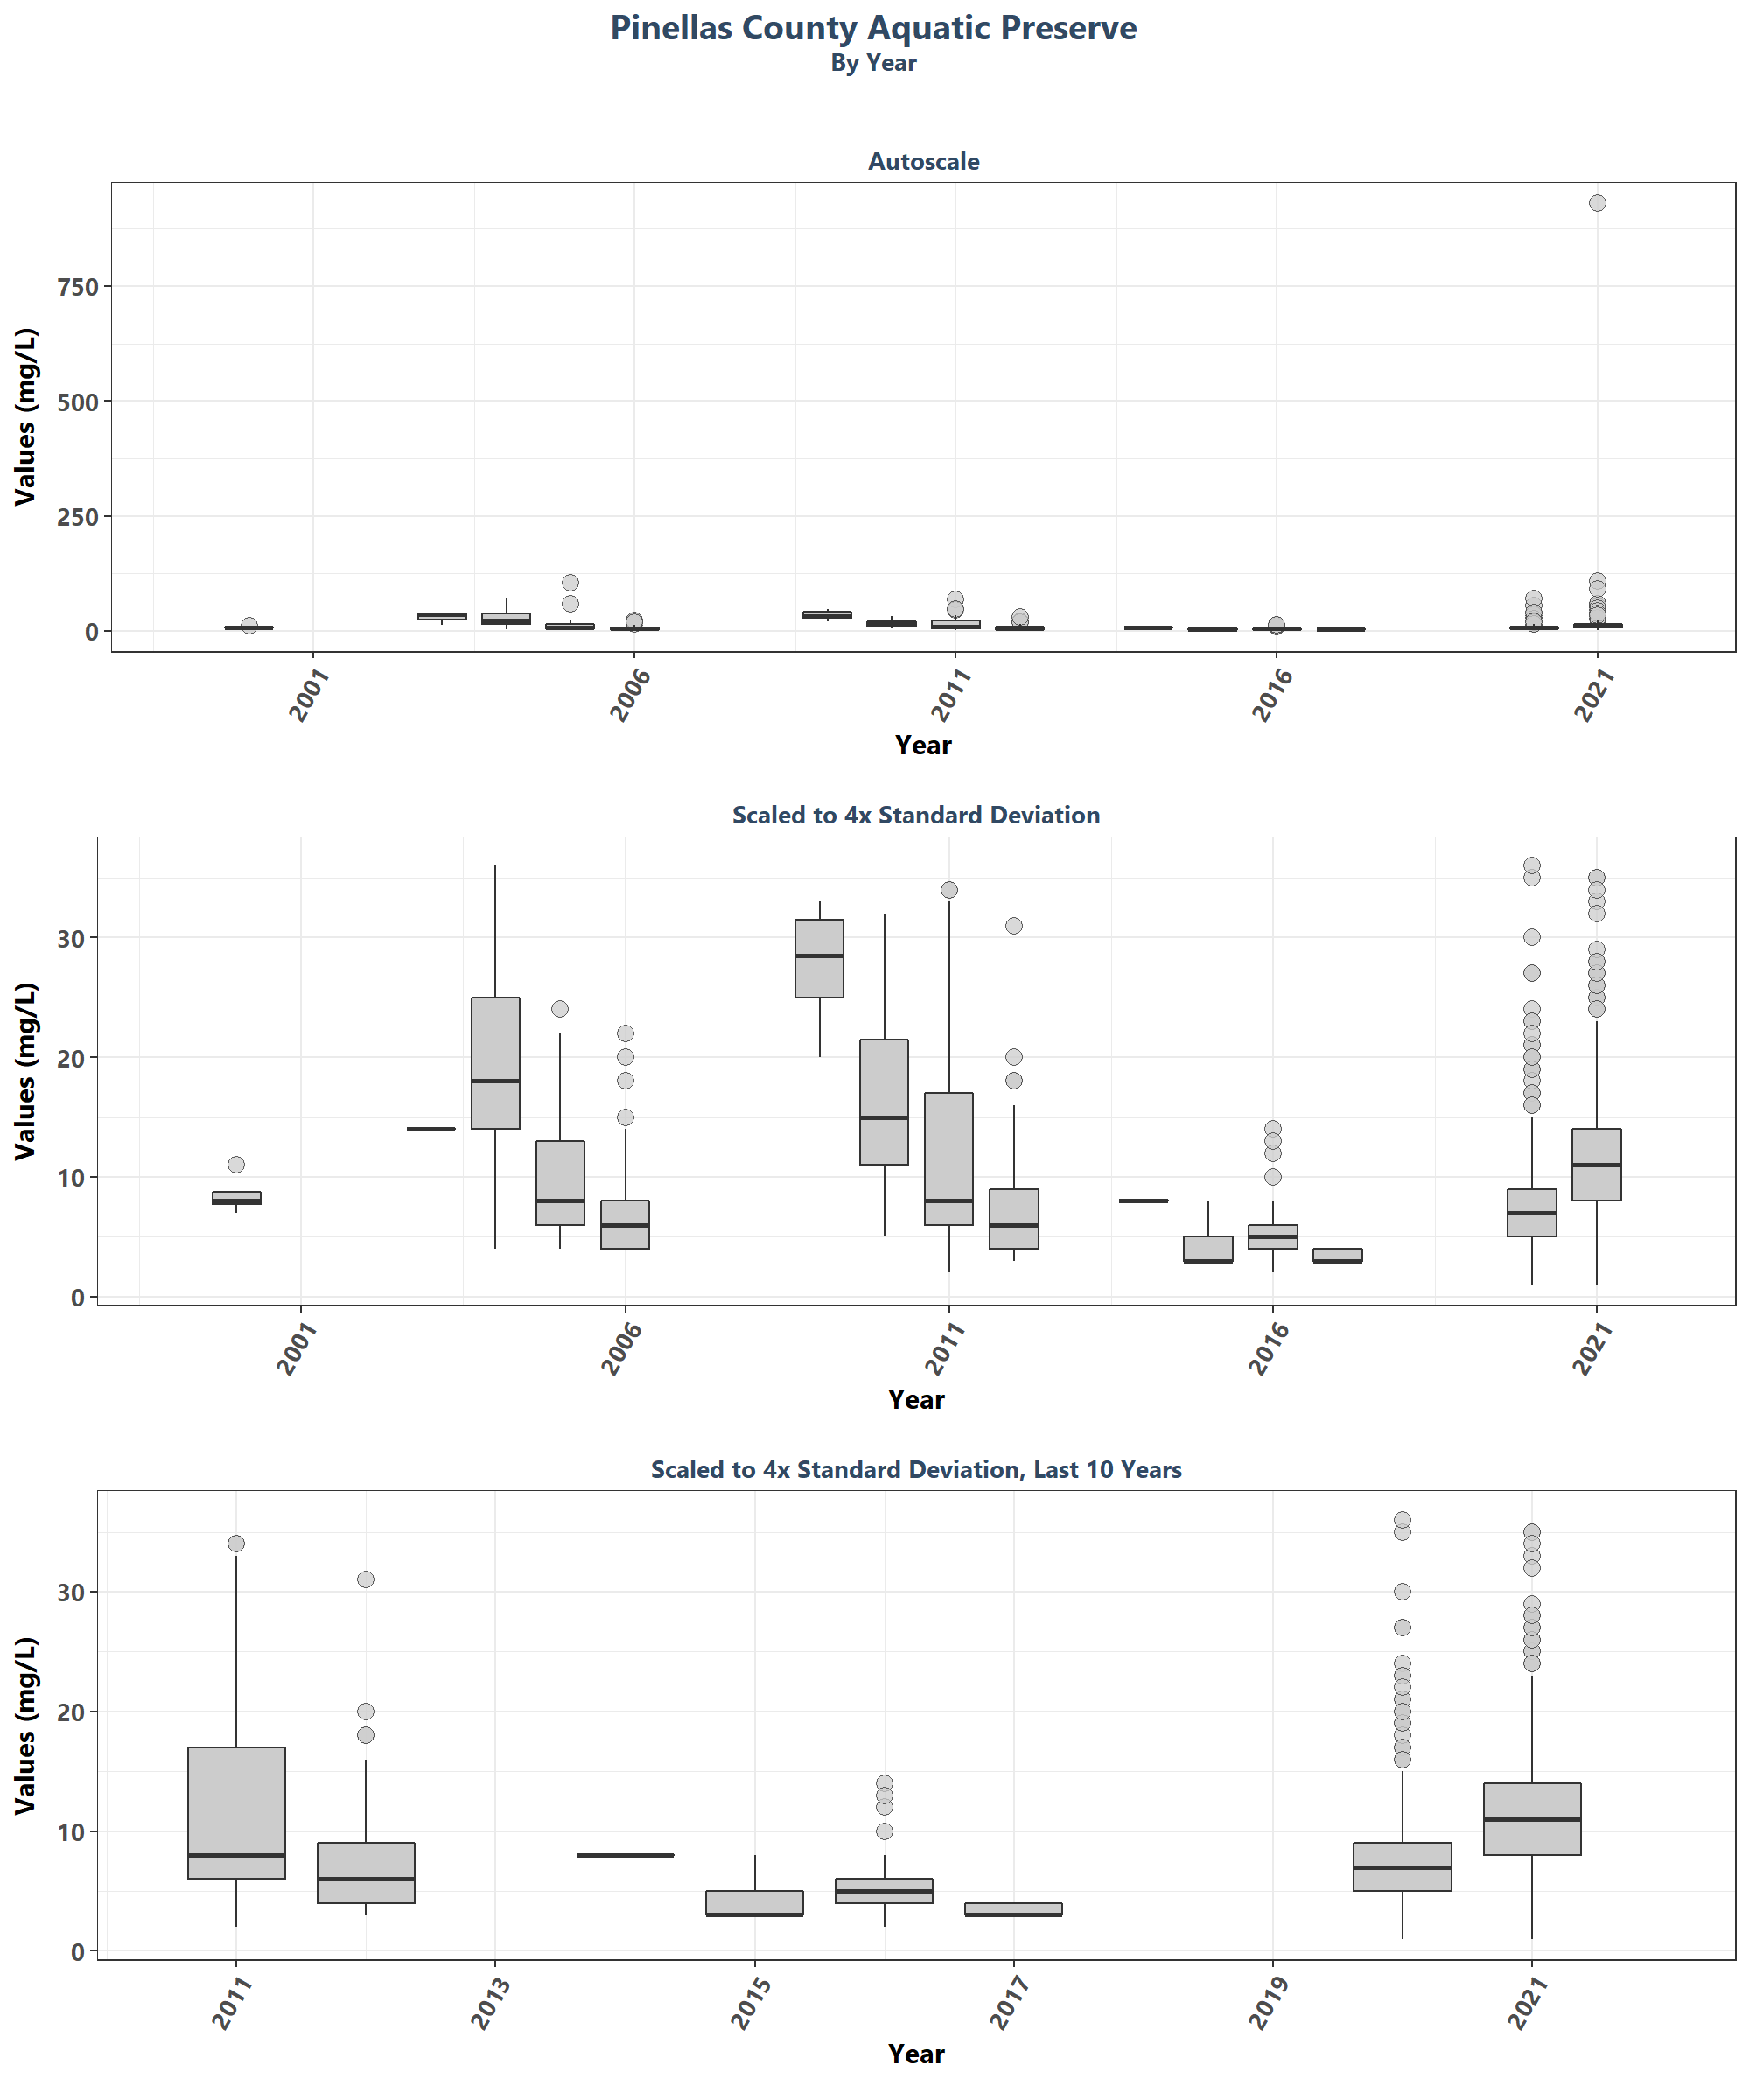 Pinellas County Aquatic Preserve
By Year
Autoscale
Values (mg/L)
750
500
250
0
2001
2006
2011
2016
2021
Year
Scaled to 4x Standard Deviation
Values (mg/L)
30
20
10
0
2001
2006
2011
2016
2021
Year
Scaled to 4x Standard Deviation, Last 10 Years
Values (mg/L)
30
20
10
0
2011
2013
2015
2017
2019
2021
Year